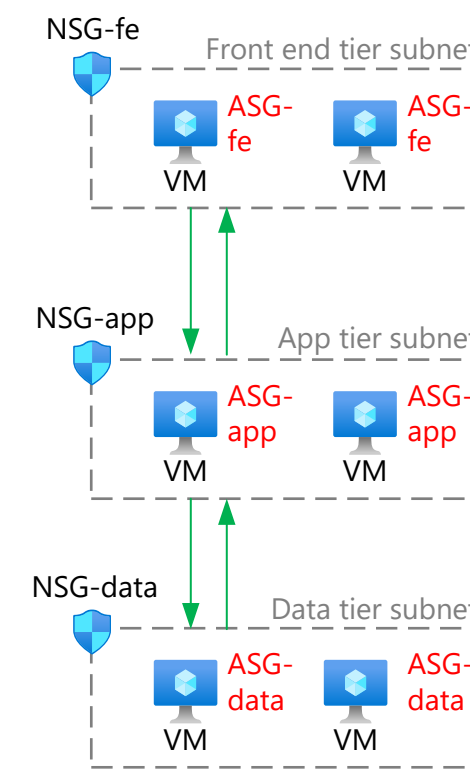 NSG-fe
Front end tier subne
ASG-
fe
VM
ASG-
fe
VM
NSG-app
App tier subne
ASG-
app
VM
ASG-
app
VM
NSG-data
Data tier subne
ASG-
data
VM
ASG-
data
VM